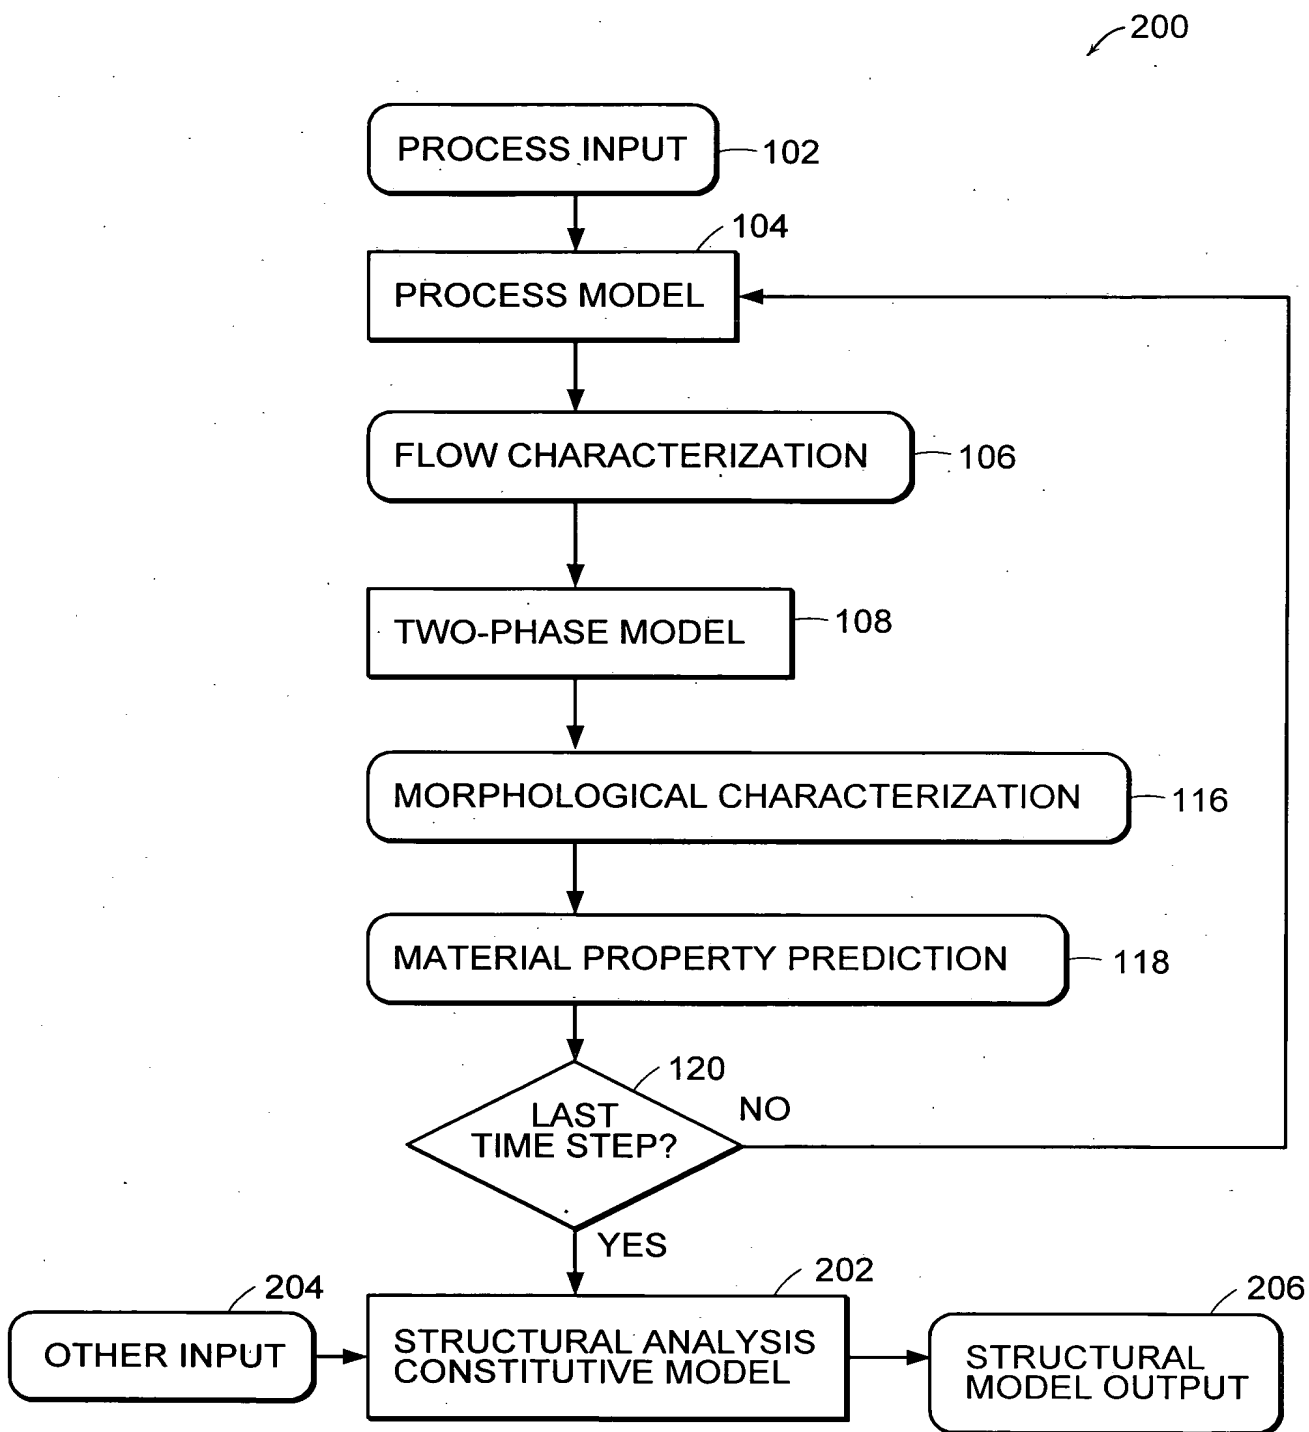 200
PROCESS INPUT
102
104
PROCESS MODEL
FLOW CHARACTERIZATION
106
TWO-PHASE MODEL
108
MORPHOLOGICAL CHARACTERIZATION
116
MATERIAL PROPERTY PREDICTION
118
120
LAST
TIME STEP?
NO
YES
204
OTHER INPUT
202
STRUCTURAL ANALYSIS
CONSTITUTIVE MODEL
206
STRUCTURAL
MODEL OUTPUT